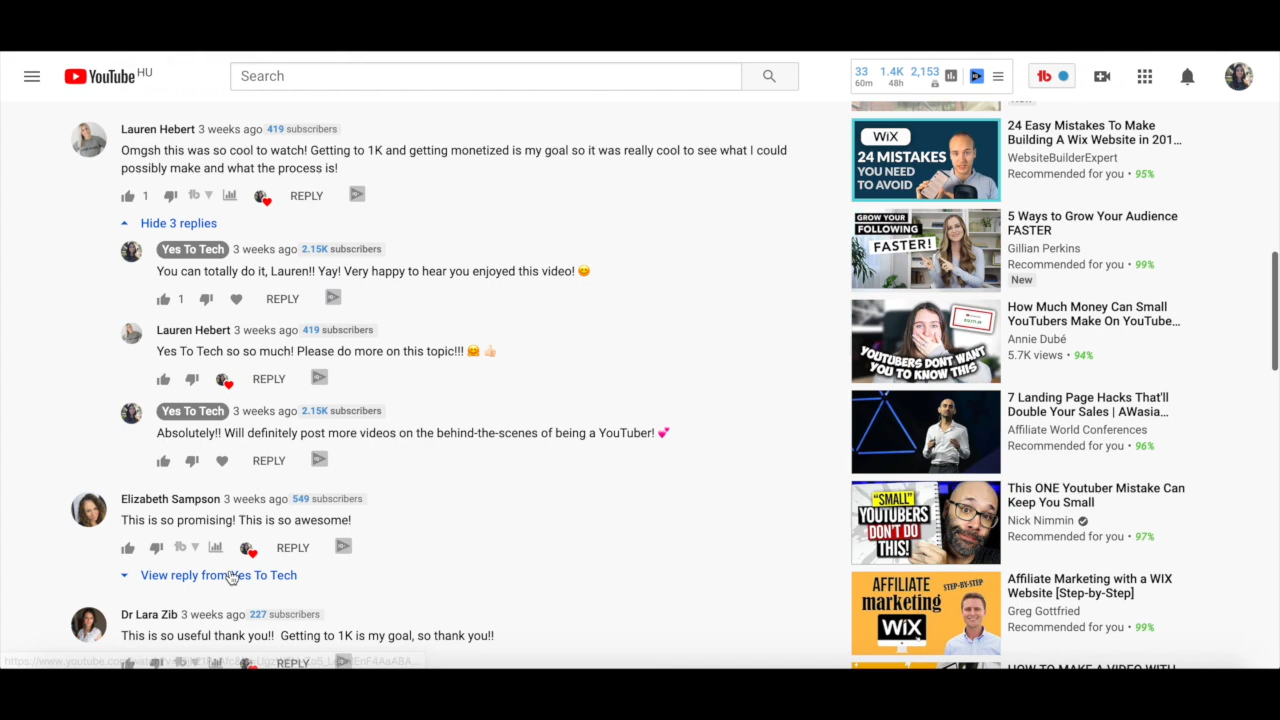 YouTube HU
Search
33 1.4K 2,153
60m 48h
tb
Lauren Hebert 3 weeks ago 419 subscribers
Omgsh this was so cool to watch! Getting to 1K and getting monetized is my goal so it was really cool to see what I could
possibly make and what the process is!
1 tb REPLY
Hide 3 replies
Yes To Tech 3 weeks ago 2.15K subscribers
You can totally do it, Lauren!! Yay! Very happy to hear you enjoyed this video! 😊
1 REPLY
Lauren Hebert 3 weeks ago 419 subscribers
Yes To Tech so so much! Please do more on this topic!!! 🤗 👍🏻
REPLY
Yes To Tech 3 weeks ago 2.15K subscribers
Absolutely!! Will definitely post more videos on the behind-the-scenes of being a YouTuber! 💕
REPLY
Elizabeth Sampson 3 weeks ago 549 subscribers
This is so promising! This is so awesome!
tb REPLY
View reply from Yes To Tech
Dr Lara Zib 3 weeks ago 227 subscribers
This is so useful thank you!! Getting to 1K is my goal, so thank you!!
REPLY
New
WiX
24 MISTAKES
YOU NEED
TO AVOID
24 Easy Mistakes To Make
Building A Wix Website in 201...
WebsiteBuilderExpert
Recommended for you • 95%
GROW YOUR
FOLLOWING
FASTER!
5 Ways to Grow Your Audience
FASTER
Gillian Perkins
Recommended for you • 99%
New
YOUTUBERS DONT WANT
YOU TO KNOW THIS
How Much Money Can Small
YouTubers Make On YouTube...
Annie Dubé
5.7K views • 94%
7 Landing Page Hacks That'll
Double Your Sales | AWasia...
Affiliate World Conferences
Recommended for you • 96%
"SMALL"
YOUTUBERS
DON'T DO
THIS!
This ONE Youtuber Mistake Can
Keep You Small
Nick Nimmin
Recommended for you • 97%
AFFILIATE STEP-BY-STEP
marketing
WiX
Affiliate Marketing with a WIX
Website [Step-by-Step]
Greg Gottfried
Recommended for you • 99%
HOW TO MAKE A VIDEO WITH